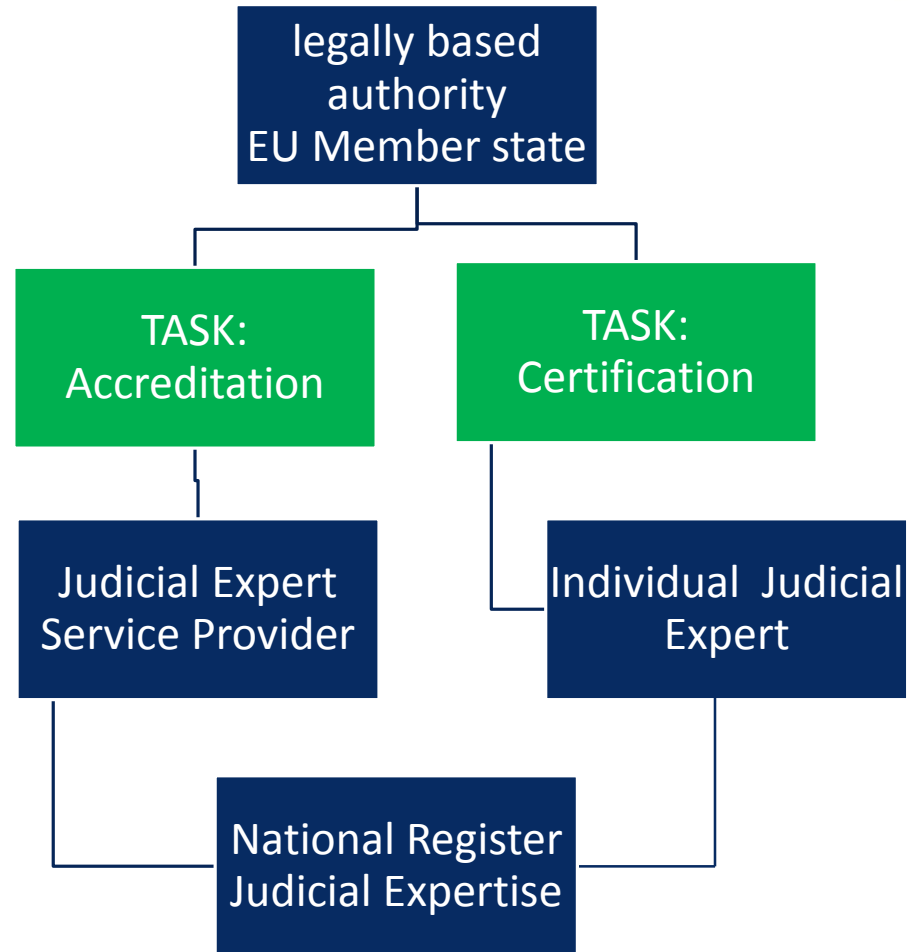 legally based
authority
EU Member state
TASK:
Accreditation
TASK:
Certification
Judicial Expert
Service Provider
Individual Judicial
Expert
National Register
Judicial Expertise